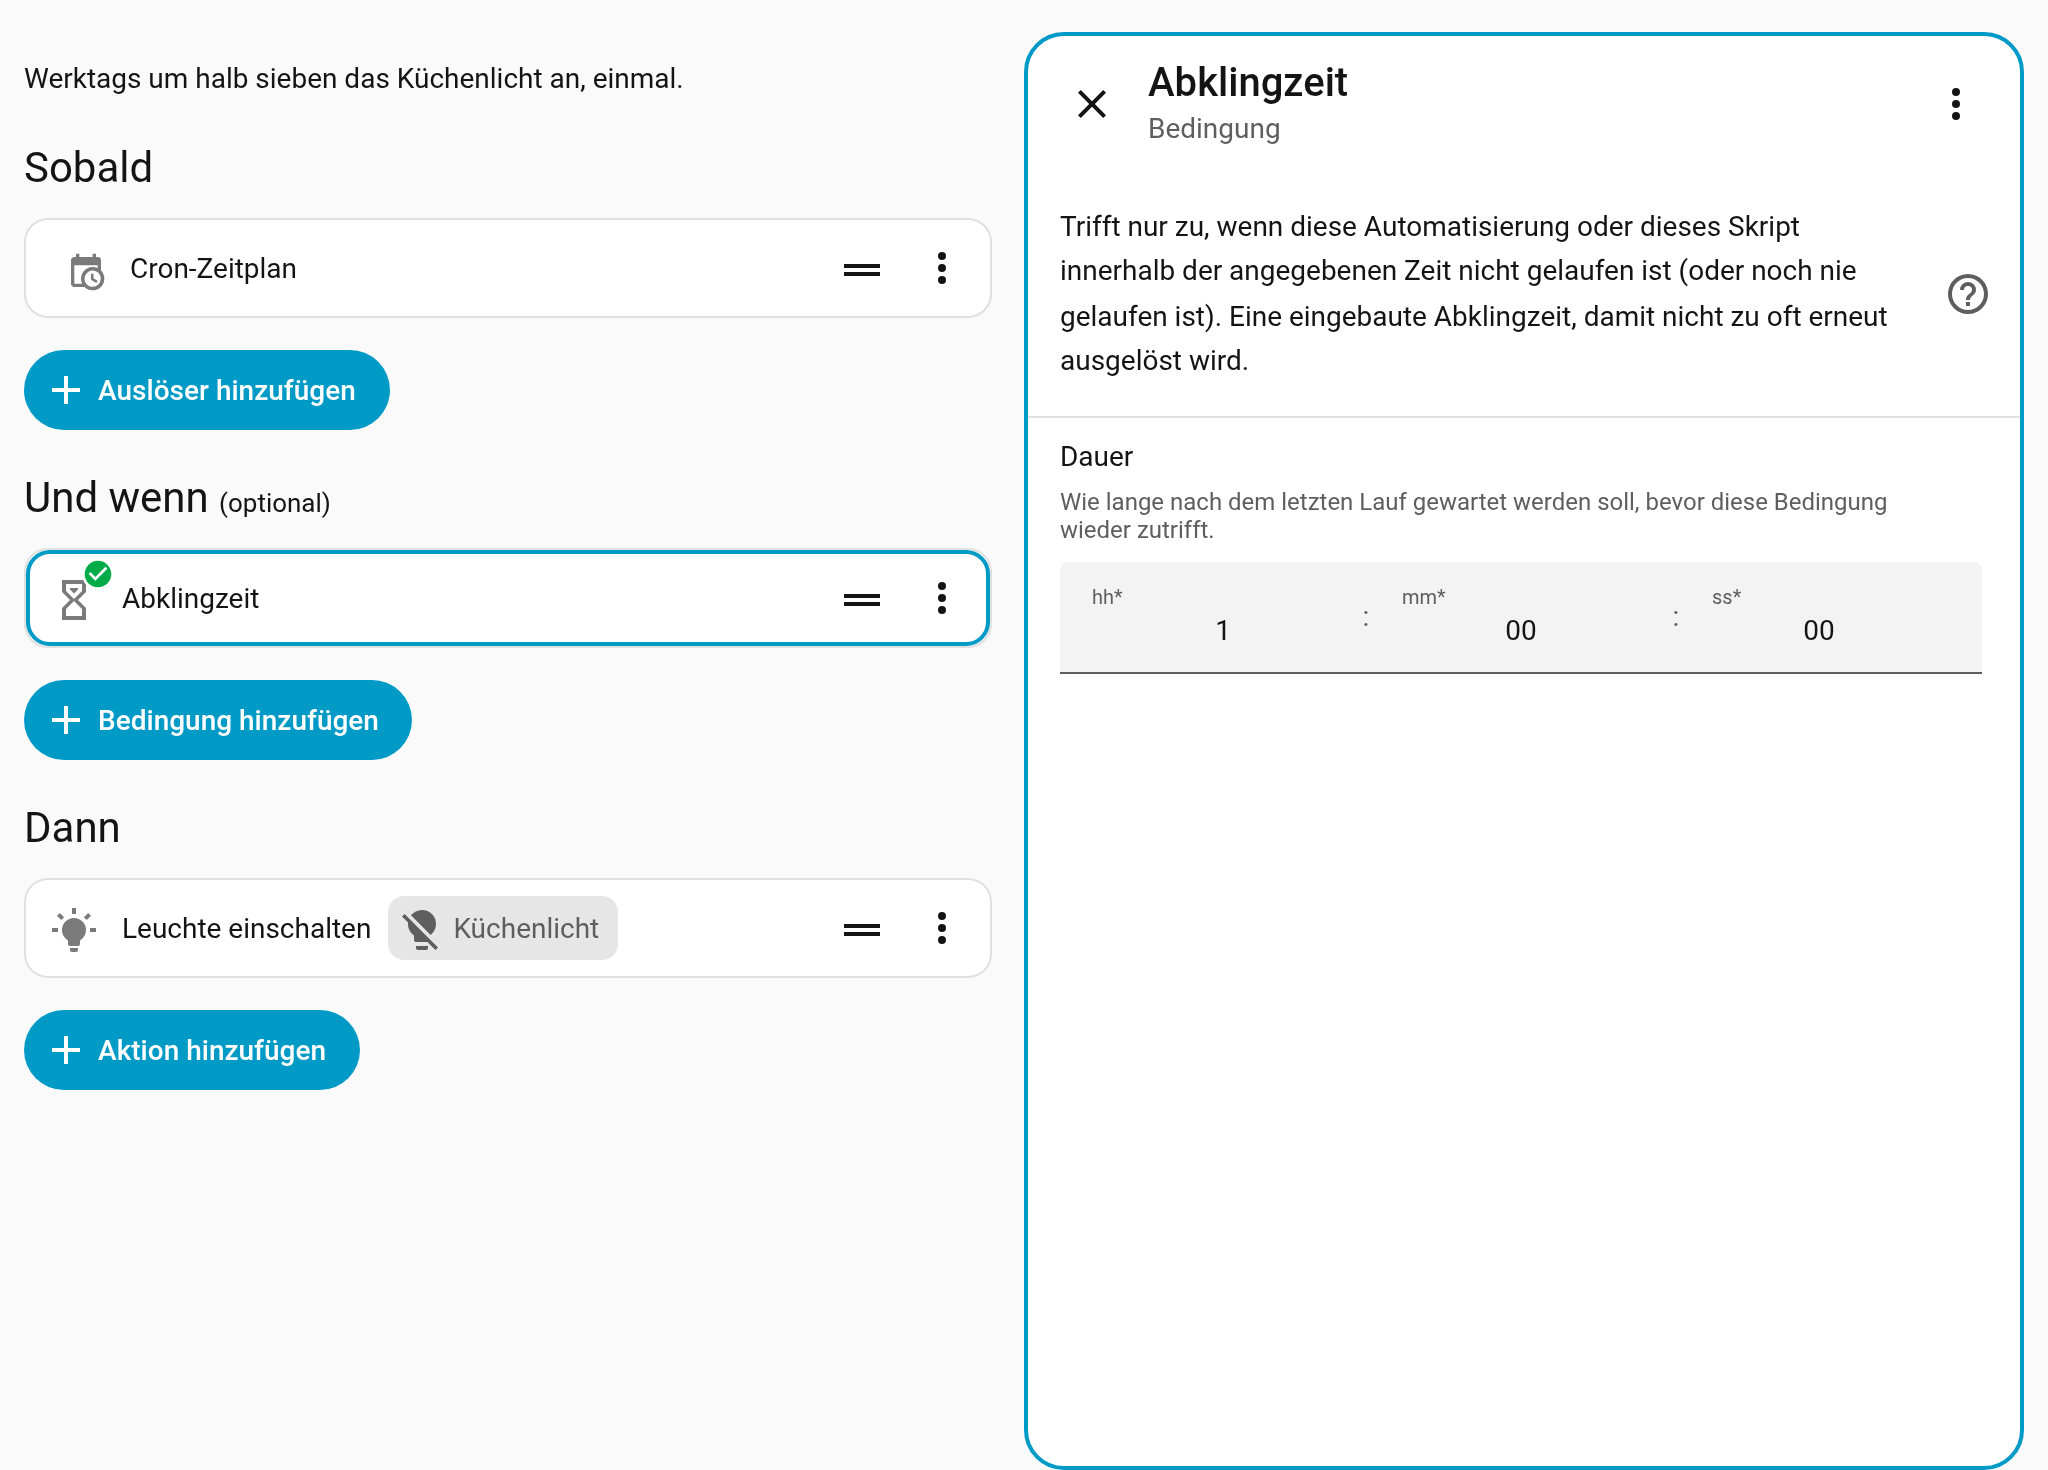 Werktags um halb sieben das Küchenlicht an, einmal.
Sobald
Cron-Zeitplan
Auslöser hinzufügen
Und wenn (optional)
Abklingzeit
Bedingung hinzufügen
Dann
Leuchte einschalten Küchenlicht
Aktion hinzufügen
Abklingzeit
Bedingung
Trifft nur zu, wenn diese Automatisierung oder dieses Skript
innerhalb der angegebenen Zeit nicht gelaufen ist (oder noch nie
gelaufen ist). Eine eingebaute Abklingzeit, damit nicht zu oft erneut
ausgelöst wird.
Dauer
Wie lange nach dem letzten Lauf gewartet werden soll, bevor diese Bedingung
wieder zutrifft.
hh* mm* ss*
1 : 00 : 00